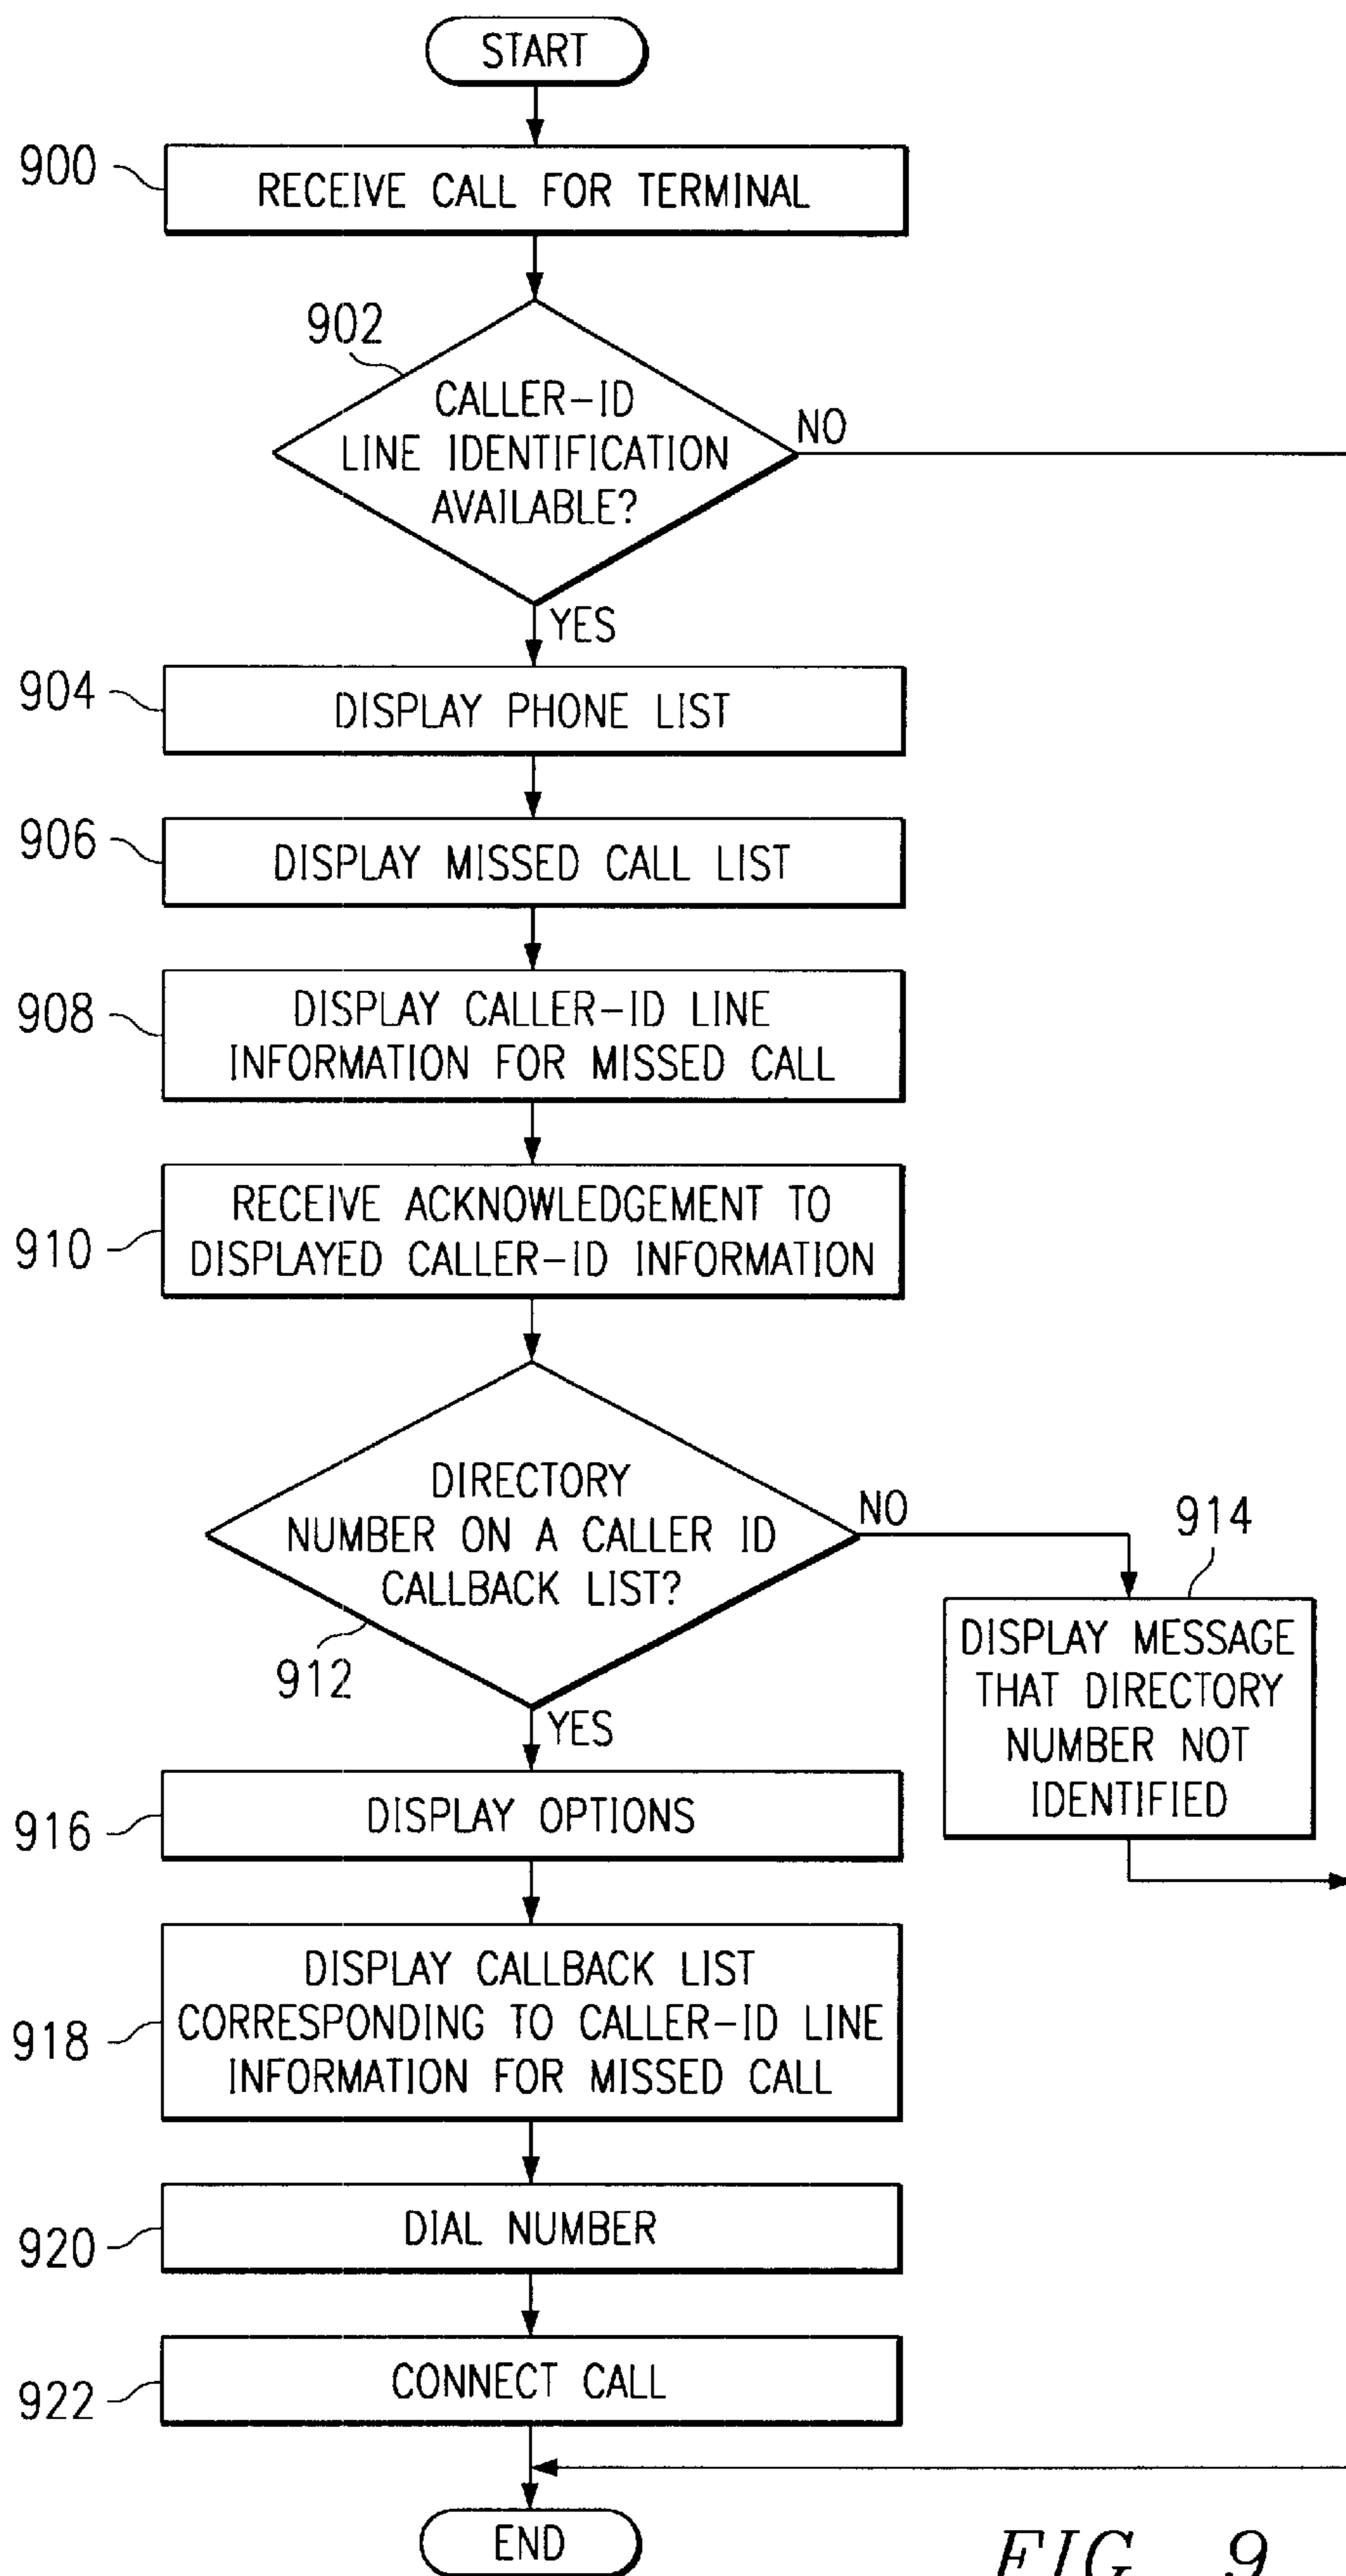 START
900
RECEIVE CALL FOR TERMINAL
902
CALLER-ID
LINE IDENTIFICATION
AVAILABLE?
NO
YES
904
DISPLAY PHONE LIST
906
DISPLAY MISSED CALL LIST
908
DISPLAY CALLER-ID LINE
INFORMATION FOR MISSED CALL
910
RECEIVE ACKNOWLEDGEMENT TO
DISPLAYED CALLER-ID INFORMATION
DIRECTORY
NUMBER ON A CALLER ID
CALLBACK LIST?
912
NO
914
DISPLAY MESSAGE
THAT DIRECTORY
NUMBER NOT
IDENTIFIED
YES
916
DISPLAY OPTIONS
918
DISPLAY CALLBACK LIST
CORRESPONDING TO CALLER-ID LINE
INFORMATION FOR MISSED CALL
920
DIAL NUMBER
922
CONNECT CALL
END
FIG. 9